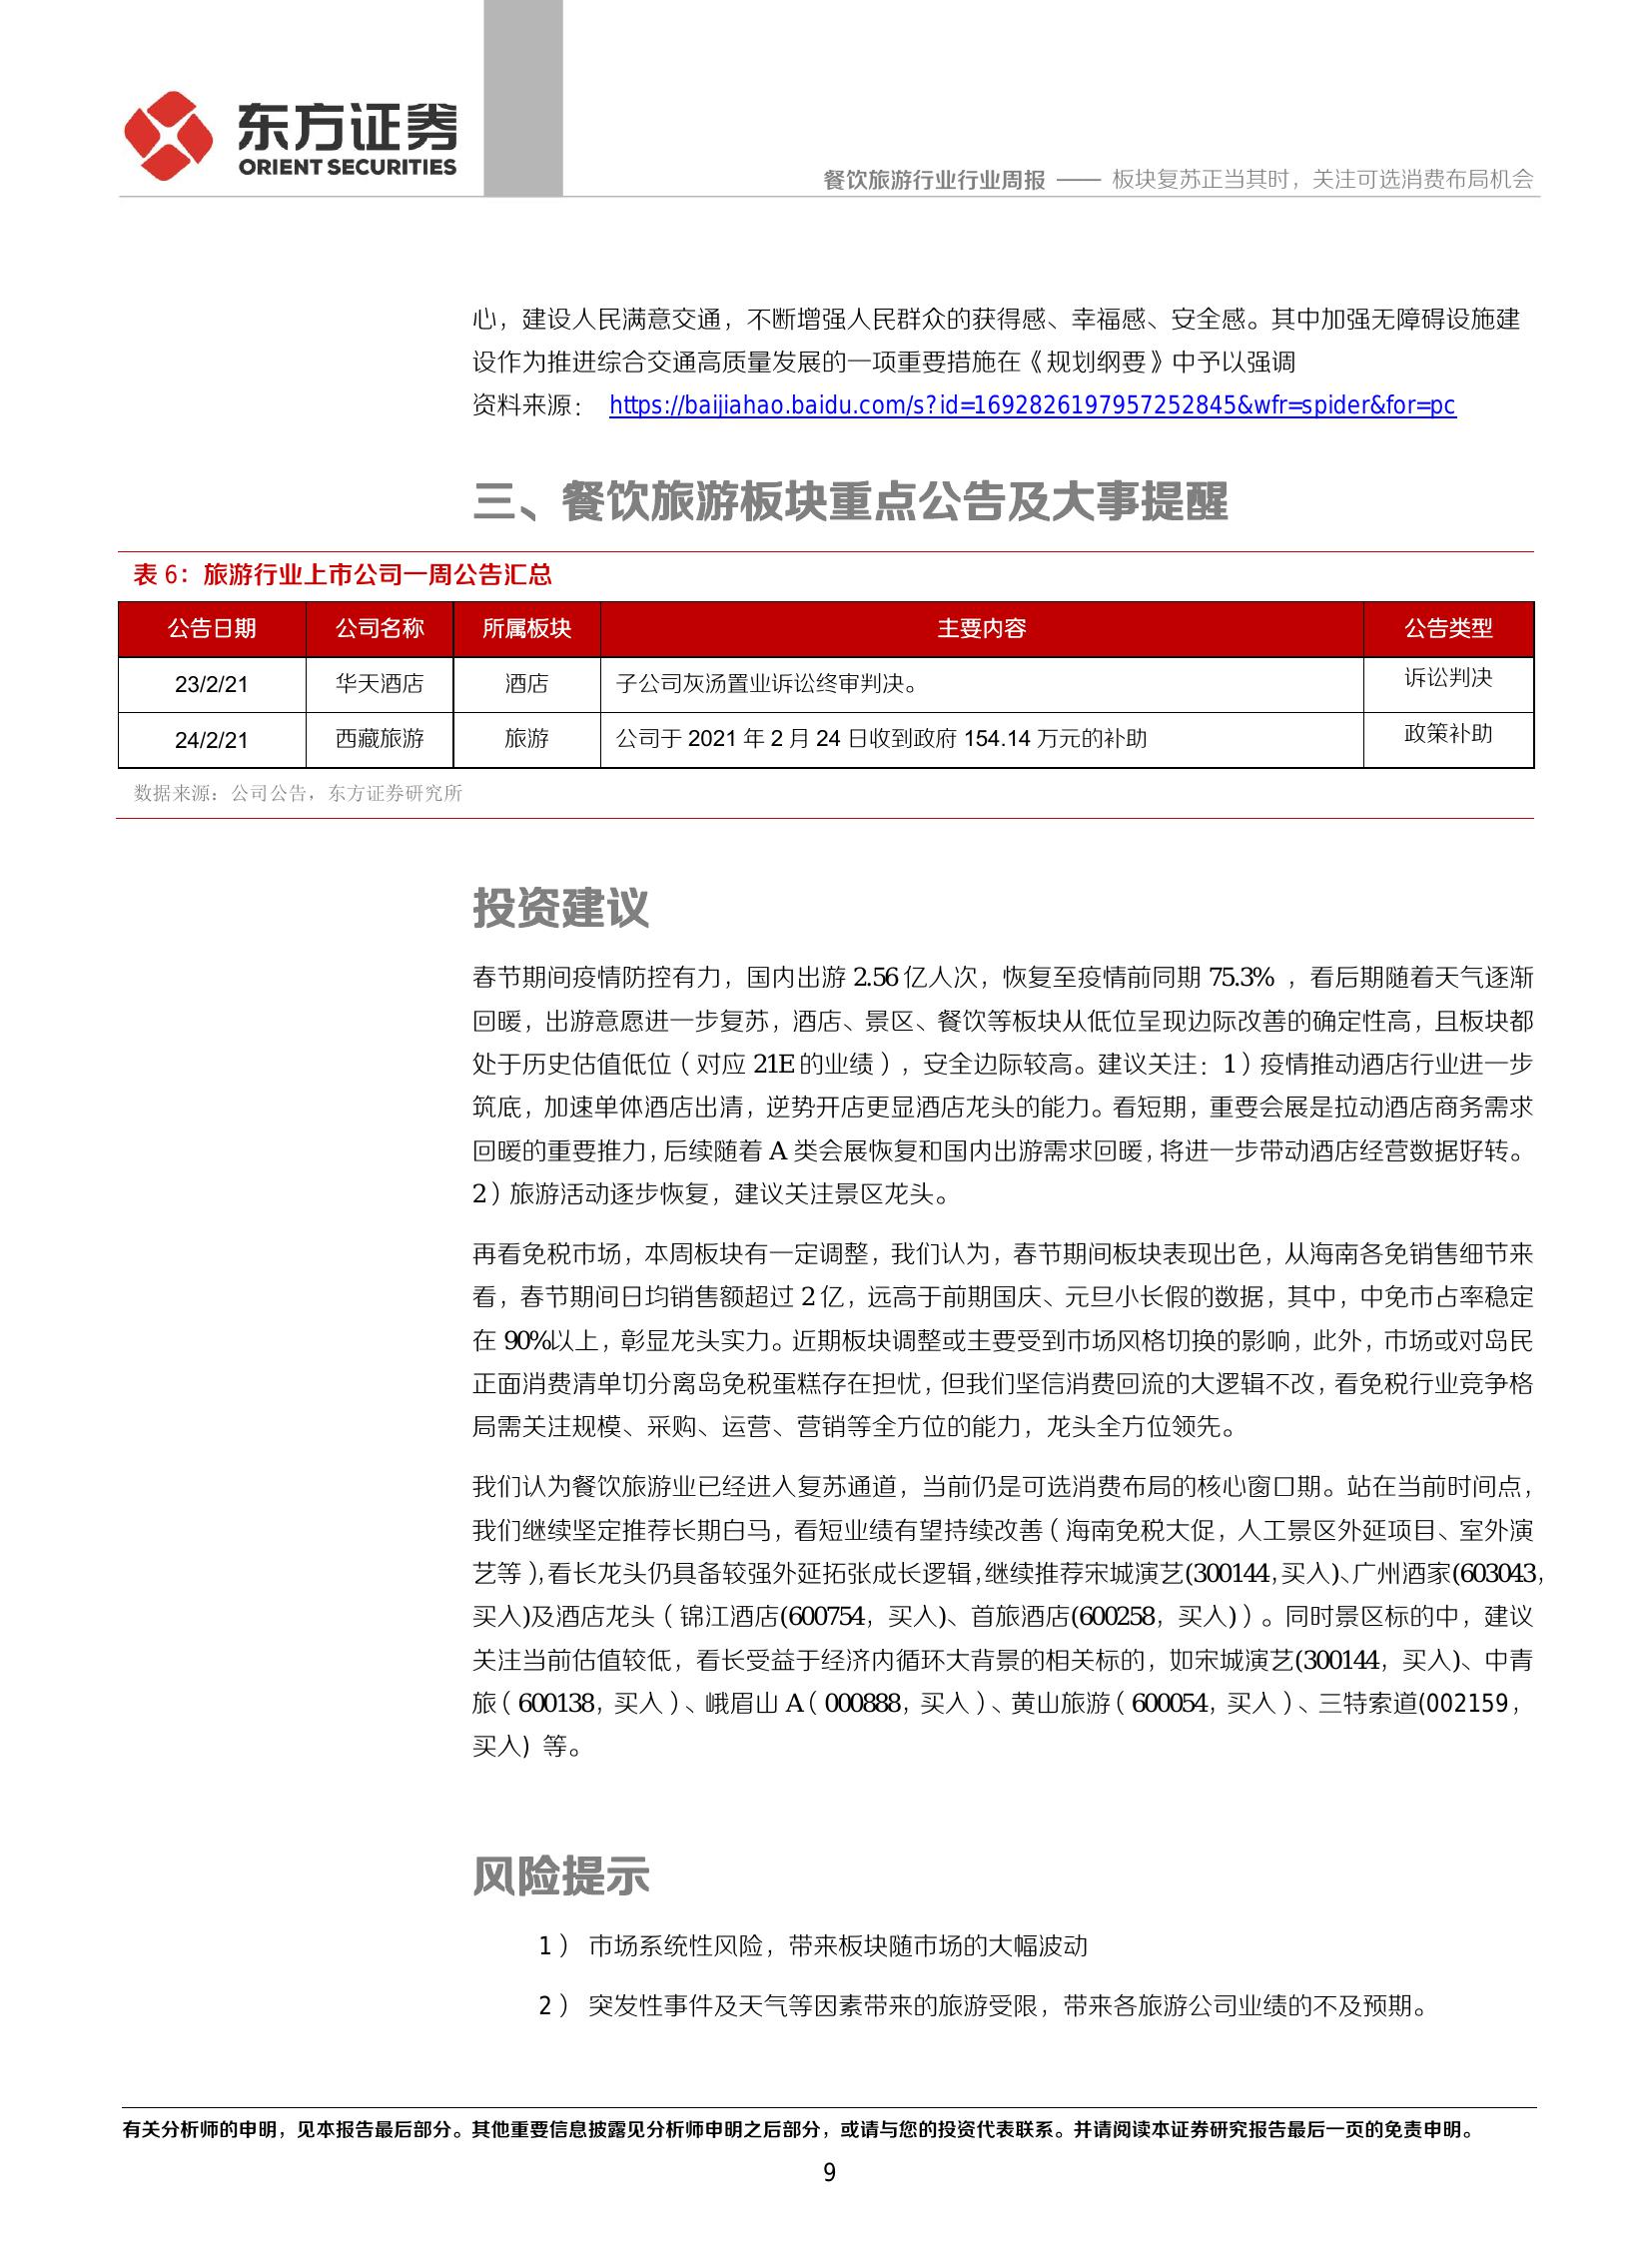 东方证券
ORIENT SECURITIES
餐饮旅游行业行业周报 —— 板块复苏正当其时，关注可选消费布局机会
心，建设人民满意交通，不断增强人民群众的获得感、幸福感、安全感。其中加强无障碍设施建
设作为推进综合交通高质量发展的一项重要措施在《规划纲要》中予以强调
资料来源： https://baijiahao.baidu.com/s?id=1692826197957252845&wfr=spider&for=pc
三、餐饮旅游板块重点公告及大事提醒
表 6：旅游行业上市公司一周公告汇总
公告日期 公司名称 所属板块 主要内容 公告类型
23/2/21 华天酒店 酒店 子公司灰汤置业诉讼终审判决。 诉讼判决
24/2/21 西藏旅游 旅游 公司于 2021 年 2 月 24 日收到政府 154.14 万元的补助 政策补助
数据来源：公司公告，东方证券研究所
投资建议
春节期间疫情防控有力，国内出游 2.56 亿人次，恢复至疫情前同期 75.3% ，看后期随着天气逐渐
回暖，出游意愿进一步复苏，酒店、景区、餐饮等板块从低位呈现边际改善的确定性高，且板块都
处于历史估值低位（对应 21E 的业绩），安全边际较高。建议关注：1）疫情推动酒店行业进一步
筑底，加速单体酒店出清，逆势开店更显酒店龙头的能力。看短期，重要会展是拉动酒店商务需求
回暖的重要推力，后续随着 A 类会展恢复和国内出游需求回暖，将进一步带动酒店经营数据好转。
2）旅游活动逐步恢复，建议关注景区龙头。
再看免税市场，本周板块有一定调整，我们认为，春节期间板块表现出色，从海南各免销售细节来
看，春节期间日均销售额超过 2 亿，远高于前期国庆、元旦小长假的数据，其中，中免市占率稳定
在 90%以上，彰显龙头实力。近期板块调整或主要受到市场风格切换的影响，此外，市场或对岛民
正面消费清单切分离岛免税蛋糕存在担忧，但我们坚信消费回流的大逻辑不改，看免税行业竞争格
局需关注规模、采购、运营、营销等全方位的能力，龙头全方位领先。
我们认为餐饮旅游业已经进入复苏通道，当前仍是可选消费布局的核心窗口期。站在当前时间点，
我们继续坚定推荐长期白马，看短业绩有望持续改善（海南免税大促，人工景区外延项目、室外演
艺等），看长龙头仍具备较强外延拓张成长逻辑，继续推荐宋城演艺(300144，买入)、广州酒家(603043，
买入)及酒店龙头（锦江酒店(600754，买入)、首旅酒店(600258，买入)）。同时景区标的中，建议
关注当前估值较低，看长受益于经济内循环大背景的相关标的，如宋城演艺(300144，买入)、中青
旅（600138，买入）、峨眉山 A（000888，买入）、黄山旅游（600054，买入）、三特索道(002159，
买入) 等。
风险提示
1） 市场系统性风险，带来板块随市场的大幅波动
2） 突发性事件及天气等因素带来的旅游受限，带来各旅游公司业绩的不及预期。
有关分析师的申明，见本报告最后部分。其他重要信息披露见分析师申明之后部分，或请与您的投资代表联系。并请阅读本证券研究报告最后一页的免责申明。
9